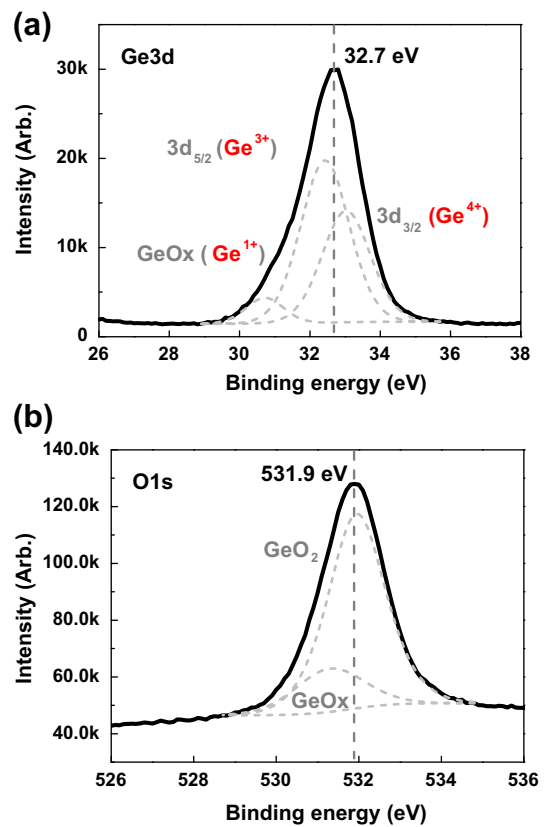 (a)
Ge3d
32.7 eV
3d5/2 (Ge3+)
3d3/2 (Ge4+)
GeOx ( Ge1+)
Intensity (Arb.)
30k
20k
10k
0
26 28 30 32 34 36 38
Binding energy (eV)
(b)
O1s
531.9 eV
GeO2
GeOx
Intensity (Arb.)
140.0k
120.0k
100.0k
80.0k
60.0k
40.0k
526 528 530 532 534 536
Binding energy (eV)